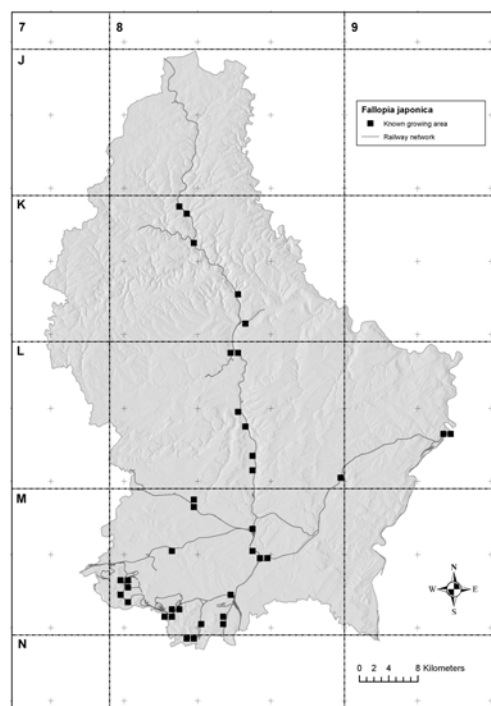 7 8 9
J
Fallopia japonica
Known growing area
Railway network
K
L
M
N
W E
S
N
0 2 4 8 Kilometers